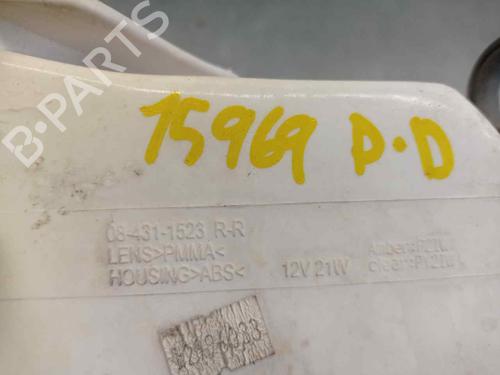 B-PARTS
15969 D.D
08-431-1523 R-R
LENS>PMMA<
HOUSING>ABS<
12V 21W